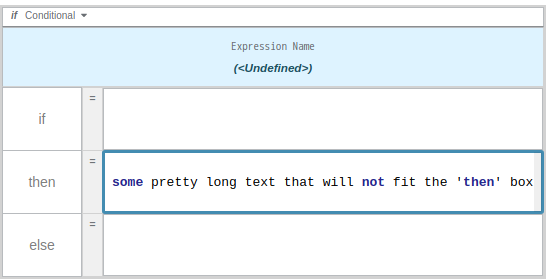 if Conditional
Expression Name
(<Undefined>)
if =
then = some pretty long text that will not fit the 'then' box
else =